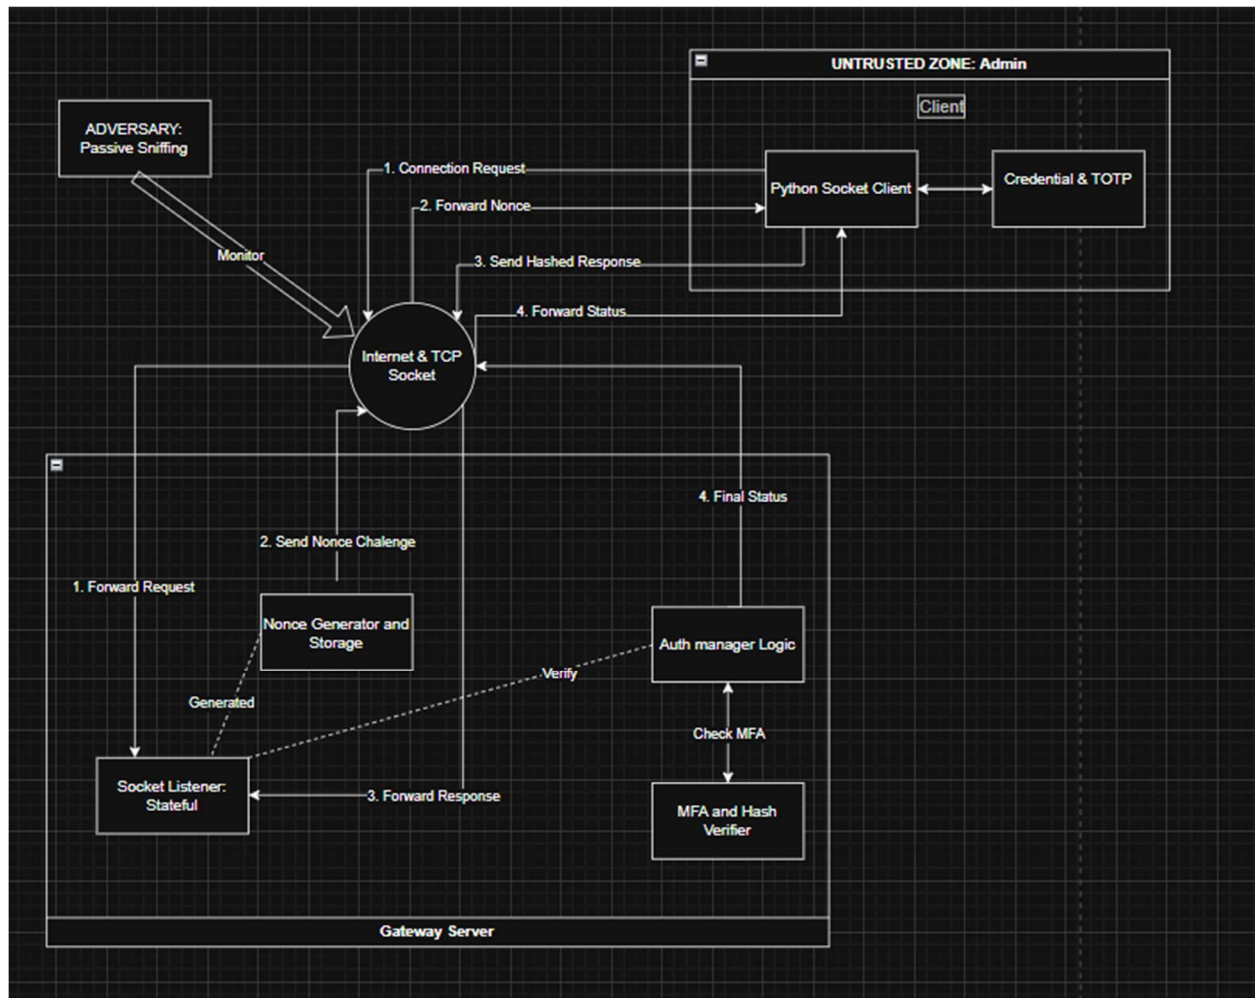 UNTRUSTED ZONE: Admin
Client
ADVERSARY:
Passive Sniffing
1. Connection Request
Python Socket Client
Credential & TOTP
2. Forward Nonce
Monitor
3. Send Hashed Response
4. Forward Status
Internet & TCP
Socket
4. Final Status
2. Send Nonce Chalenge
1. Forward Request
Nonce Generator and
Storage
Auth manager Logic
Verify
Generated
Check MFA
Socket Listener:
Stateful
3. Forward Response
MFA and Hash
Verifier
Gateway Server